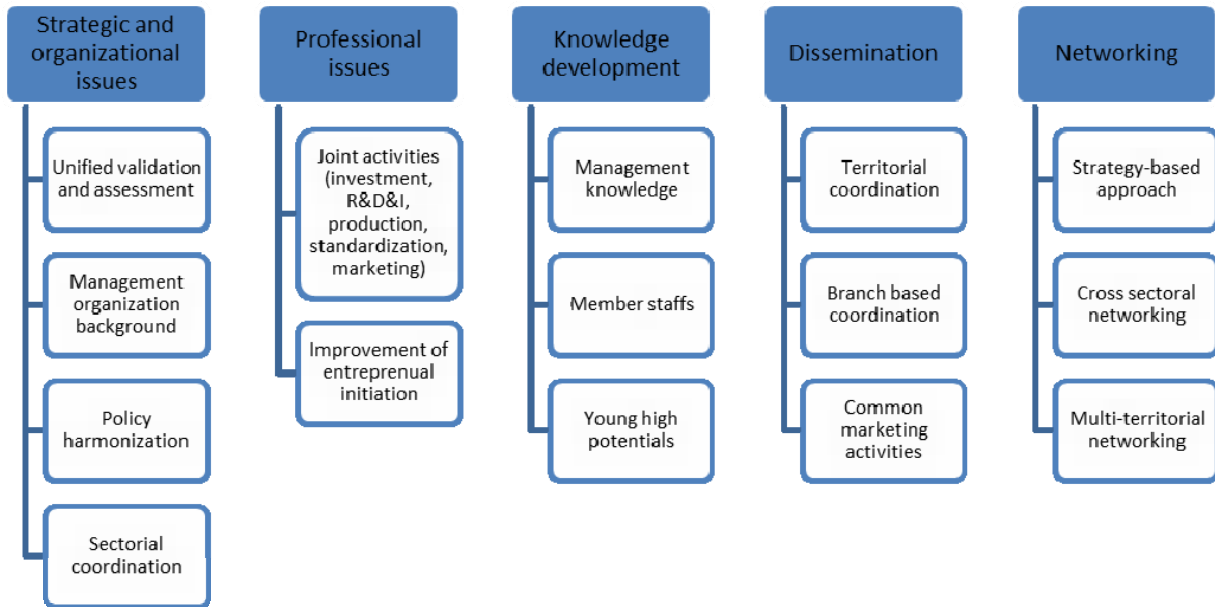 Strategic and
organizational
issues
Unified validation
and assessment
Management
organization
background
Policy
harmonization
Sectorial
coordination
Professional
issues
Joint activities
(investment,
R&D&I,
production,
standardization,
marketing)
Improvement of
entreprenual
initiation
Knowledge
development
Management
knowledge
Member staffs
Young high
potentials
Dissemination
Territorial
coordination
Branch based
coordination
Common
marketing
activities
Networking
Strategy-based
approach
Cross sectoral
networking
Multi-territorial
networking